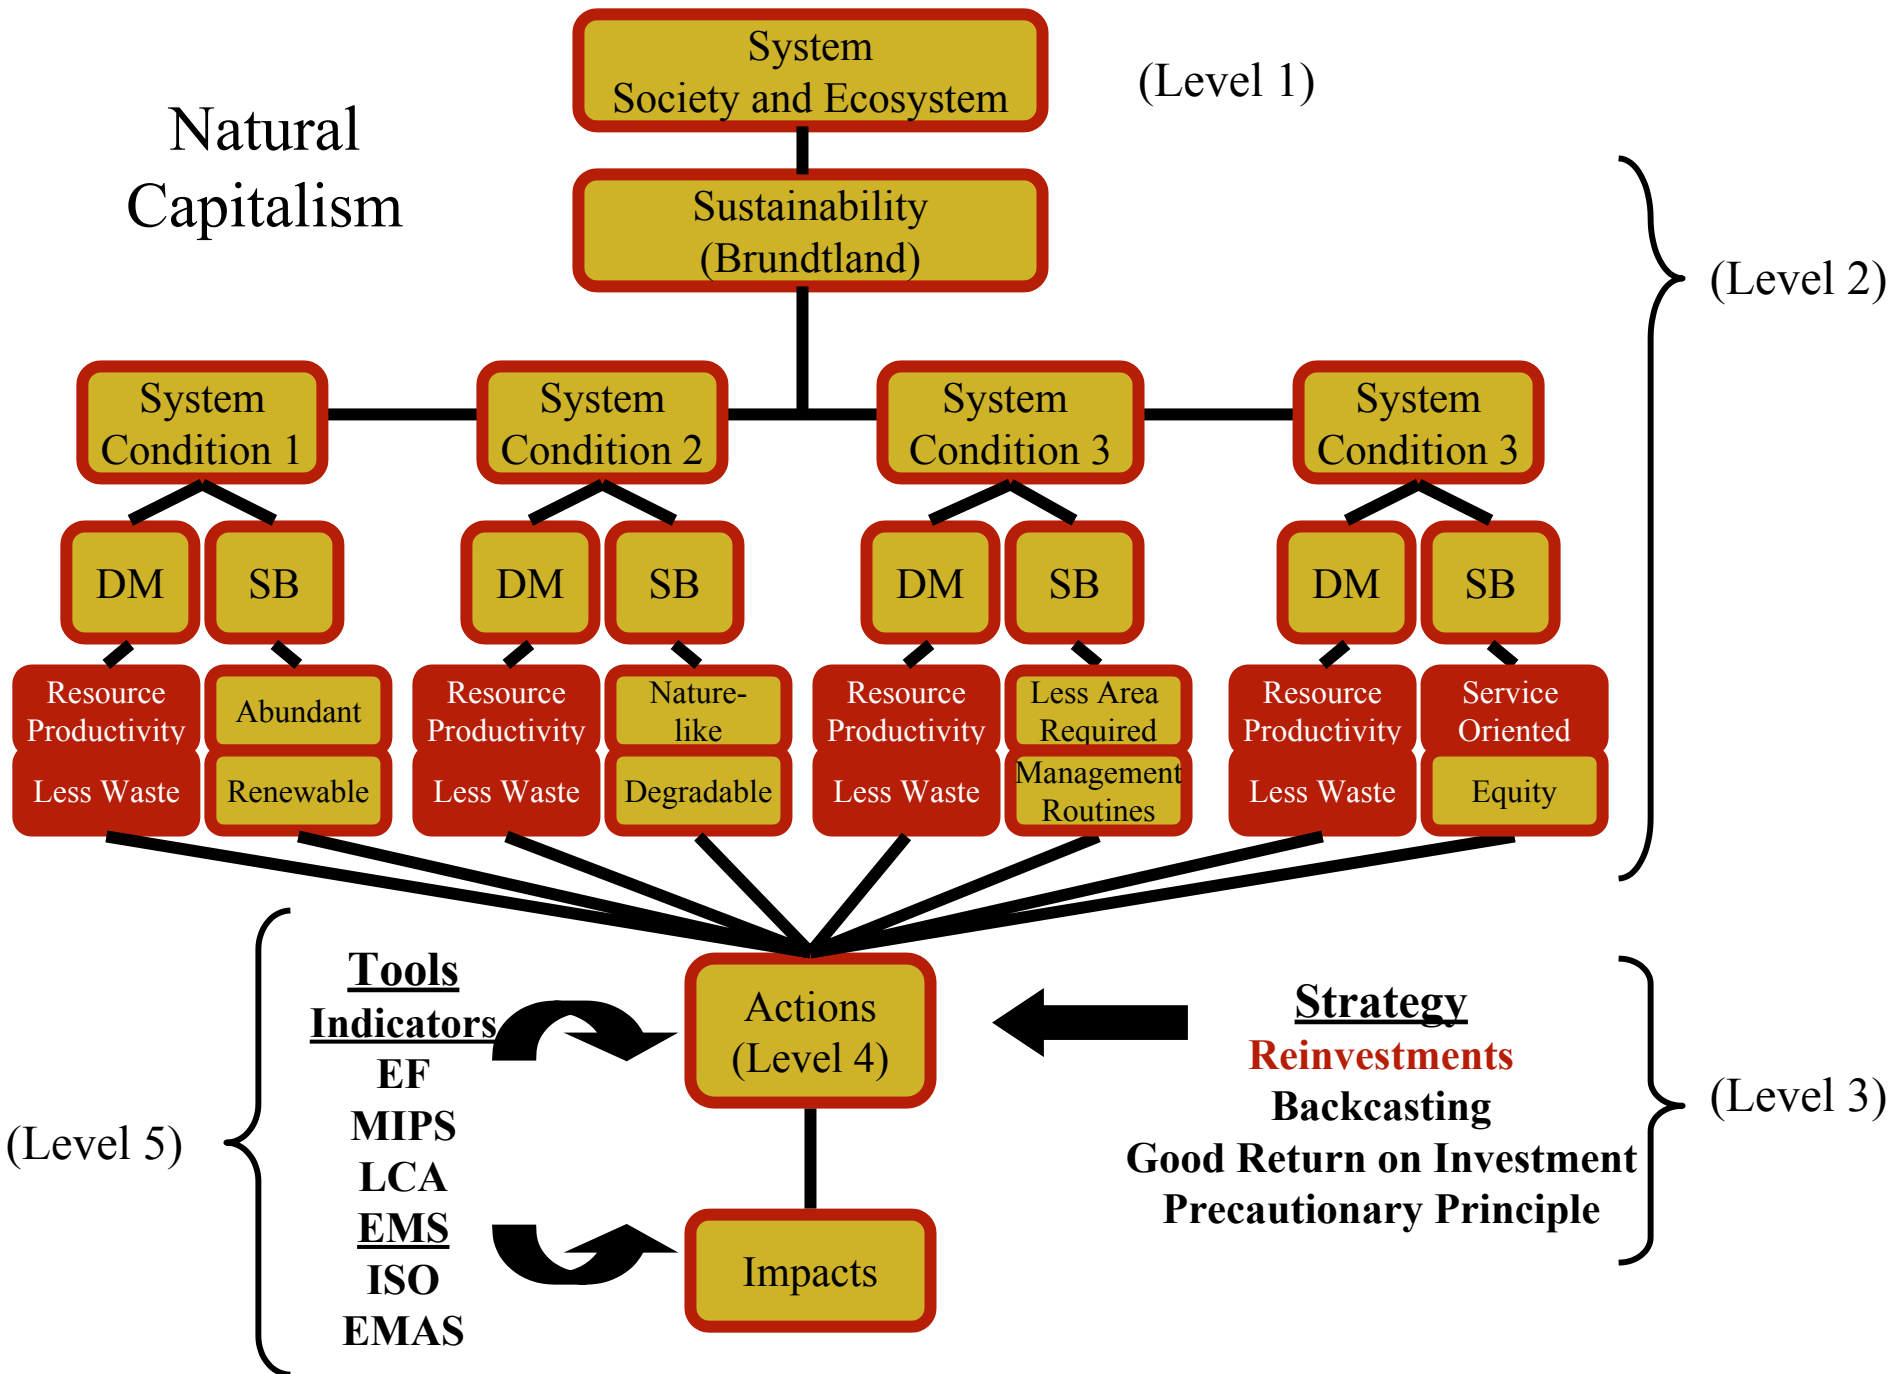 System
Society and Ecosystem
(Level 1)
Natural
Capitalism
Sustainability
(Brundtland)
(Level 2)
System
Condition 1
System
Condition 2
System
Condition 3
System
Condition 3
DM
SB
DM
SB
DM
SB
DM
SB
Resource
Productivity
Abundant
Resource
Productivity
Nature-
like
Resource
Productivity
Less Area
Required
Resource
Productivity
Service
Oriented
Less Waste
Renewable
Less Waste
Degradable
Less Waste
Management
Routines
Less Waste
Equity
Tools
Indicators
EF
MIPS
LCA
EMS
ISO
EMAS
(Level 5)
Actions
(Level 4)
Impacts
Strategy
Reinvestments
Backcasting
Good Return on Investment
Precautionary Principle
(Level 3)